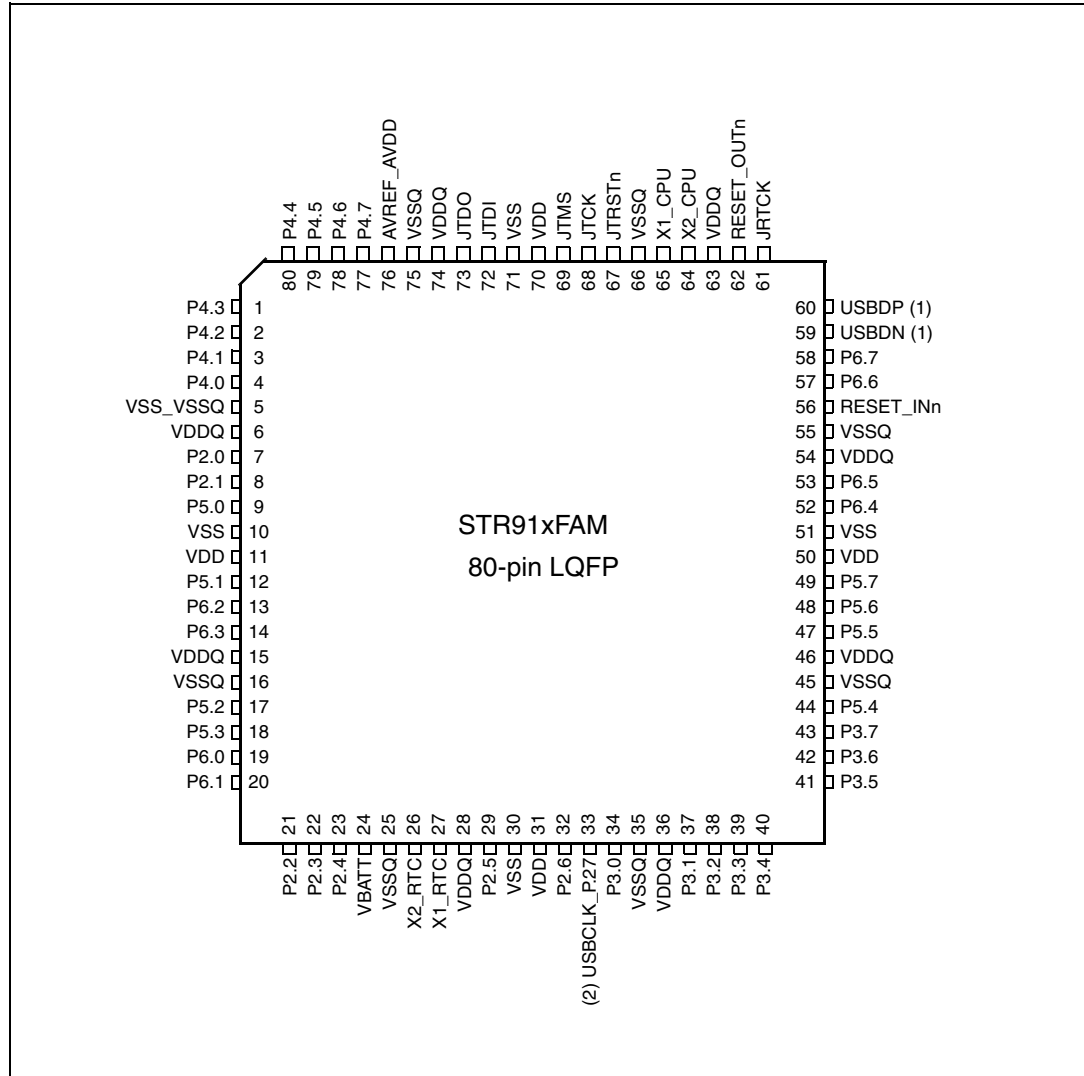 P4.4
P4.5
P4.6
P4.7
AVREF_AVDD
VSSQ
VDDQ
JTDO
JTDI
VSS
VDD
JTMS
JTCK
JTRSTn
VSSQ
X1_CPU
X2_CPU
VDDQ
RESET_OUTn
JRTCK
80
79
78
77
76
75
74
73
72
71
70
69
68
67
66
65
64
63
62
61
P4.3 1
P4.2 2
P4.1 3
P4.0 4
VSS_VSSQ 5
VDDQ 6
P2.0 7
P2.1 8
P5.0 9
VSS 10
VDD 11
P5.1 12
P6.2 13
P6.3 14
VDDQ 15
VSSQ 16
P5.2 17
P5.3 18
P6.0 19
P6.1 20
STR91xFAM
80-pin LQFP
60 USBDP (1)
59 USBDN (1)
58 P6.7
57 P6.6
56 RESET_INn
55 VSSQ
54 VDDQ
53 P6.5
52 P6.4
51 VSS
50 VDD
49 P5.7
48 P5.6
47 P5.5
46 VDDQ
45 VSSQ
44 P5.4
43 P3.7
42 P3.6
41 P3.5
21
22
23
24
25
26
27
28
29
30
31
32
33
34
35
36
37
38
39
40
P2.2
P2.3
P2.4
VBATT
VSSQ
X2_RTC
X1_RTC
VDDQ
P2.5
VSS
VDD
P2.6
(2) USBCLK_P2.7
P3.0
VSSQ
VDDQ
P3.1
P3.2
P3.3
P3.4